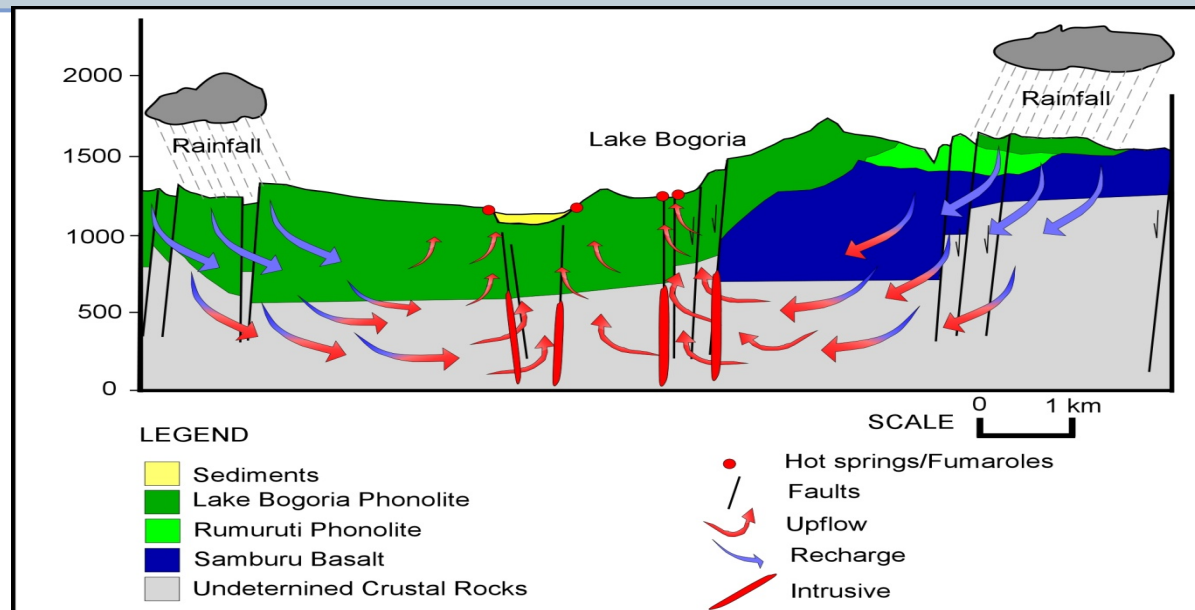 2000
1500
1000
500
0
Rainfall
Lake Bogoria
Rainfall
SCALE
0 1 km
LEGEND
Sediments
Lake Bogoria Phonolite
Rumuruti Phonolite
Samburu Basalt
Undeternined Crustal Rocks
Hot springs/Fumaroles
Faults
Upflow
Recharge
Intrusive